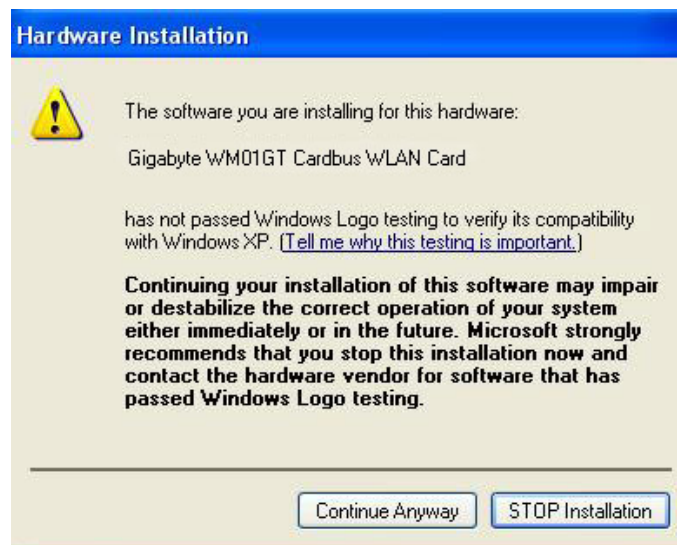 Hardware Installation
The software you are installing for this hardware:
Gigabyte WM01GT Cardbus WLAN Card
has not passed Windows Logo testing to verify its compatibility
with Windows XP. (Tell me why this testing is important.)
Continuing your installation of this software may impair
or destabilize the correct operation of your system
either immediately or in the future. Microsoft strongly
recommends that you stop this installation now and
contact the hardware vendor for software that has
passed Windows Logo testing.
Continue Anyway STOP Installation